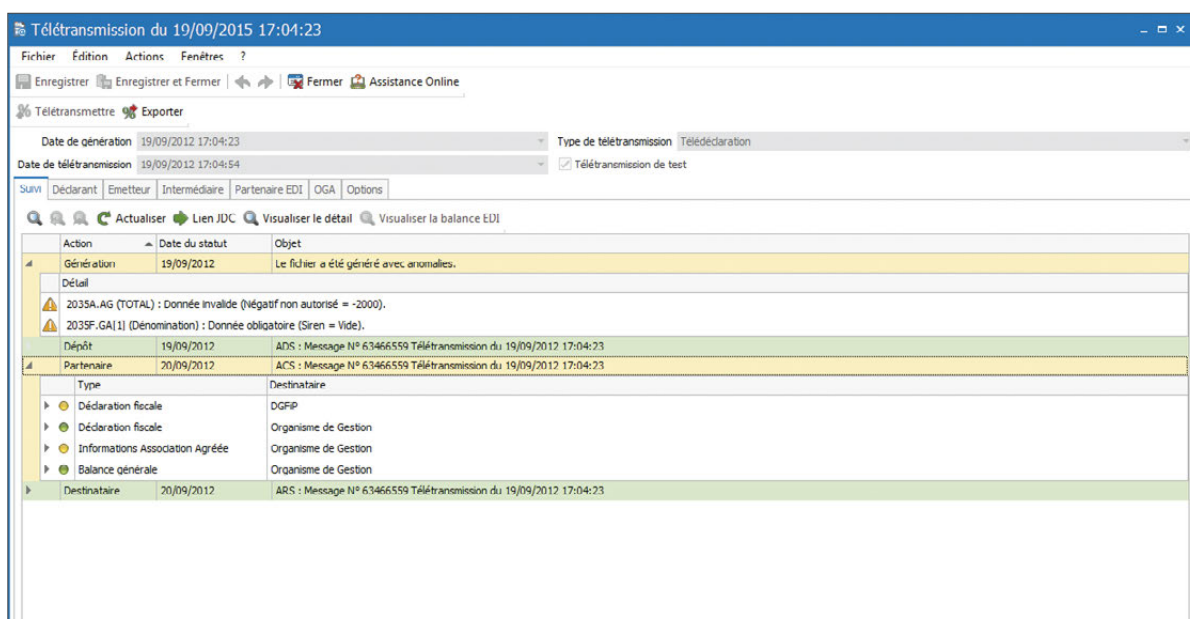 Télétransmission du 19/09/2015 17:04:23
Fichier Édition Actions Fenêtres ?
Enregistrer Enregistrer et Fermer Fermer Assistance Online
Télétransmettre Exporter
Date de génération 19/09/2012 17:04:23 Type de télétransmission Télédéclaration
Date de télétransmission 19/09/2012 17:04:54 Télétransmission de test
Suivi Déclarant Emetteur Intermédiaire Partenaire EDI OGA Options
Actualiser Lien JDC Visualiser le détail Visualiser la balance EDI
Action Date du statut Objet
Génération 19/09/2012 Le fichier a été généré avec anomalies.
Détail
2035A.AG (TOTAL) : Donnée invalide (Négatif non autorisé = -2000).
2035F.GA[1] (Dénomination) : Donnée obligatoire (Siren = Vide).
Dépôt 19/09/2012 ADS : Message N° 63466559 Télétransmission du 19/09/2012 17:04:23
Partenaire 20/09/2012 ACS : Message N° 63466559 Télétransmission du 19/09/2012 17:04:23
Type Destinataire
Déclaration fiscale DGFiP
Déclaration fiscale Organisme de Gestion
Informations Association Agréée Organisme de Gestion
Balance générale Organisme de Gestion
Destinataire 20/09/2012 ARS : Message N° 63466559 Télétransmission du 19/09/2012 17:04:23